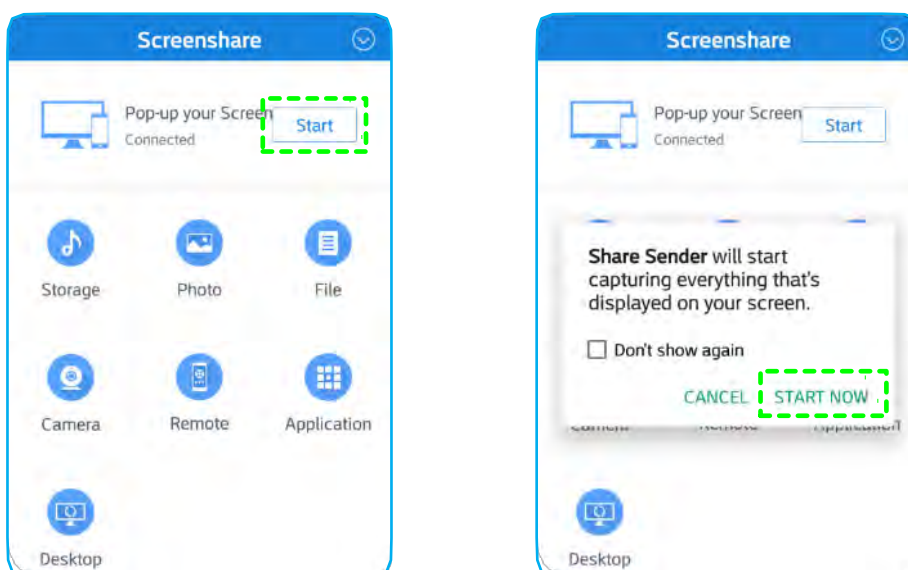 Screenshare
Pop-up your Screen
Connected
Start
Storage
Photo
File
Camera
Remote
Application
Desktop
Screenshare
Pop-up your Screen
Connected
Start
Share Sender will start
capturing everything that's
displayed on your screen.
Don't show again
CANCEL
START NOW
Desktop